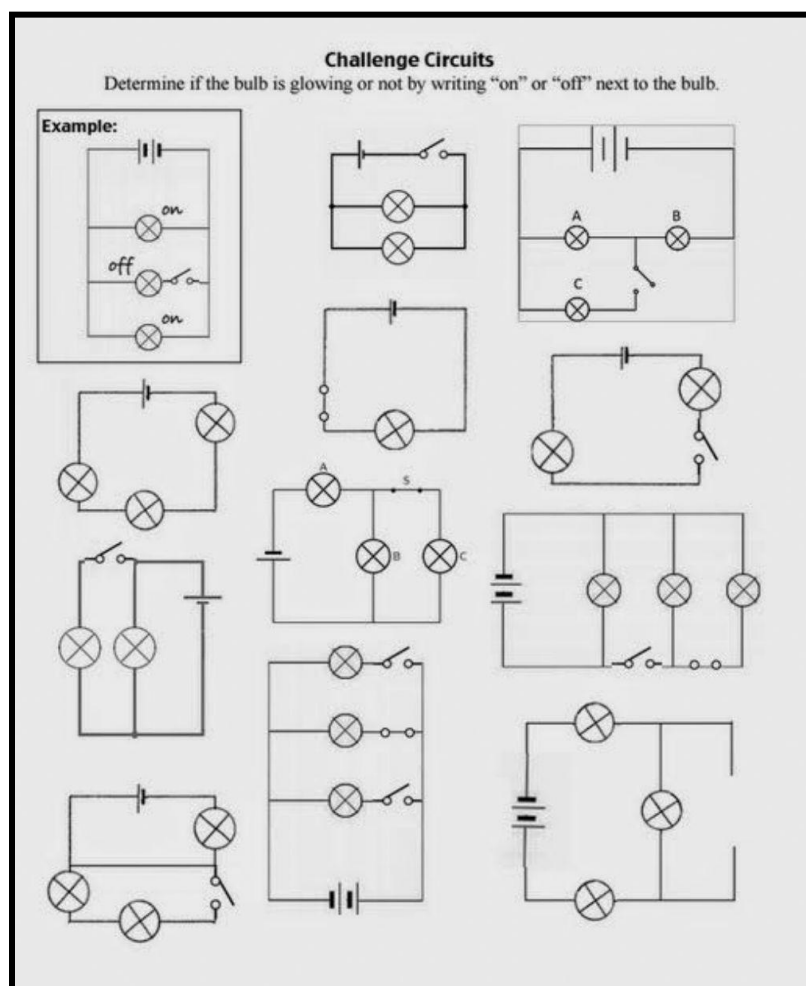 Challenge Circuits
Determine if the bulb is glowing or not by writing “on” or “off” next to the bulb.
Example:
on
off
on
A
B
C
A
S
B
C